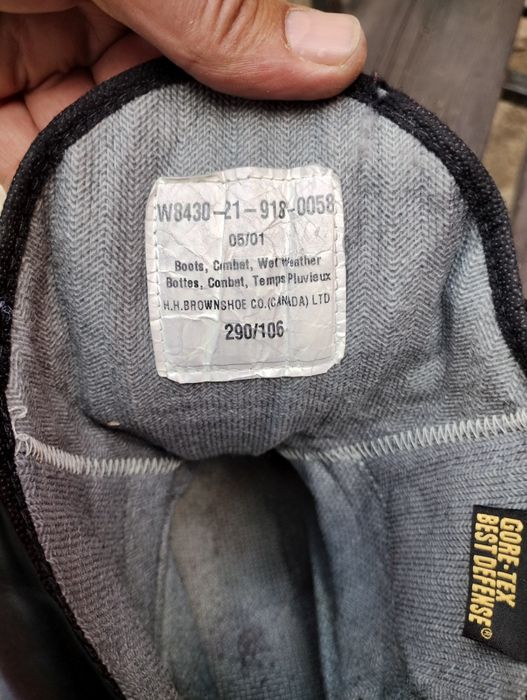 W8430-21-918-0058
05/01
Boots, Combat, Wet Weather
Bottes, Conbat, Temps Pluvieux
H.H.BROWNSHOE CO.(CANADA) LTD
290/106
GORE-TEX
BEST DEFENSE®